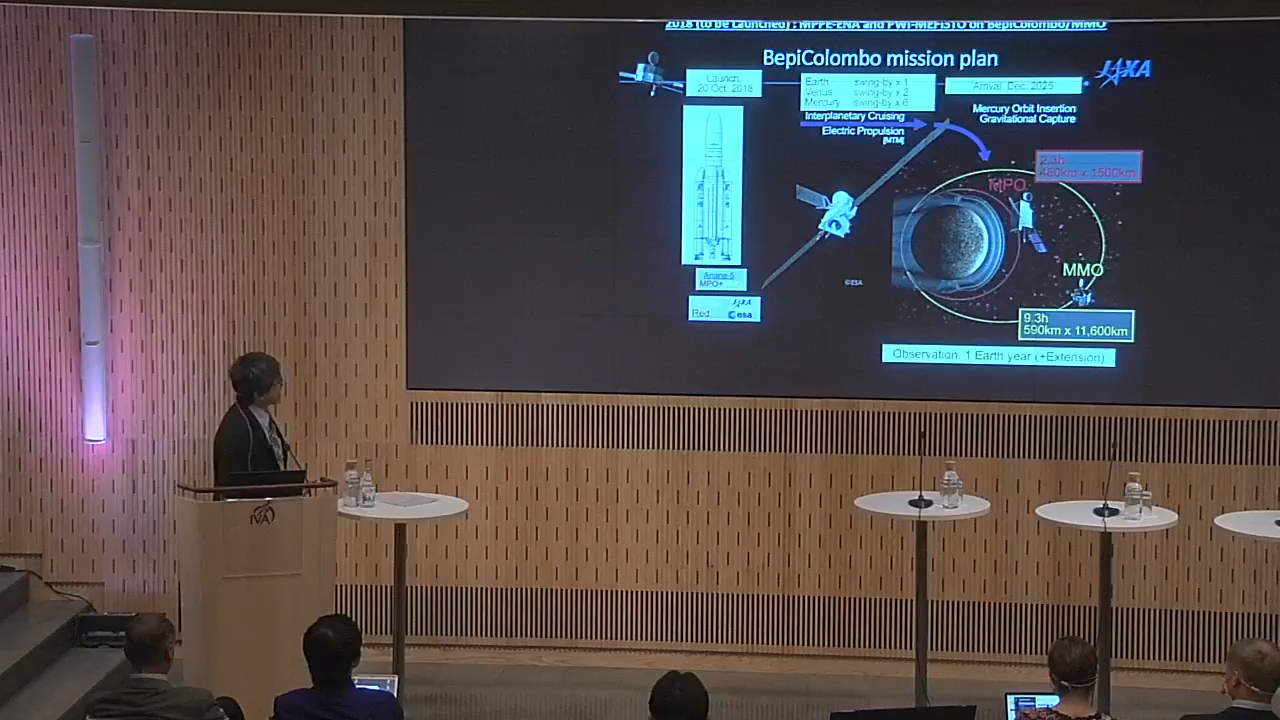 2018 (to be Launched) : MPPE-ENA and PWI-MEFISTO on BepiColombo/MMO
BepiColombo mission plan
JAXA
Launch
20 Oct. 2018
Earth swing-by x 1
Venus swing-by x 2
Mercury swing-by x 6
Arrival Dec. 2025
Interplanetary Cruising
Electric Propulsion
[MTM]
Mercury Orbit Insertion
Gravitational Capture
2.3h
480km x 1500km
MPO
MMO
Ariane-5
MPO+
©ESA
JAXA
Red
esa
9.3h
590km x 11,600km
Observation: 1 Earth year (+Extension)
IVA